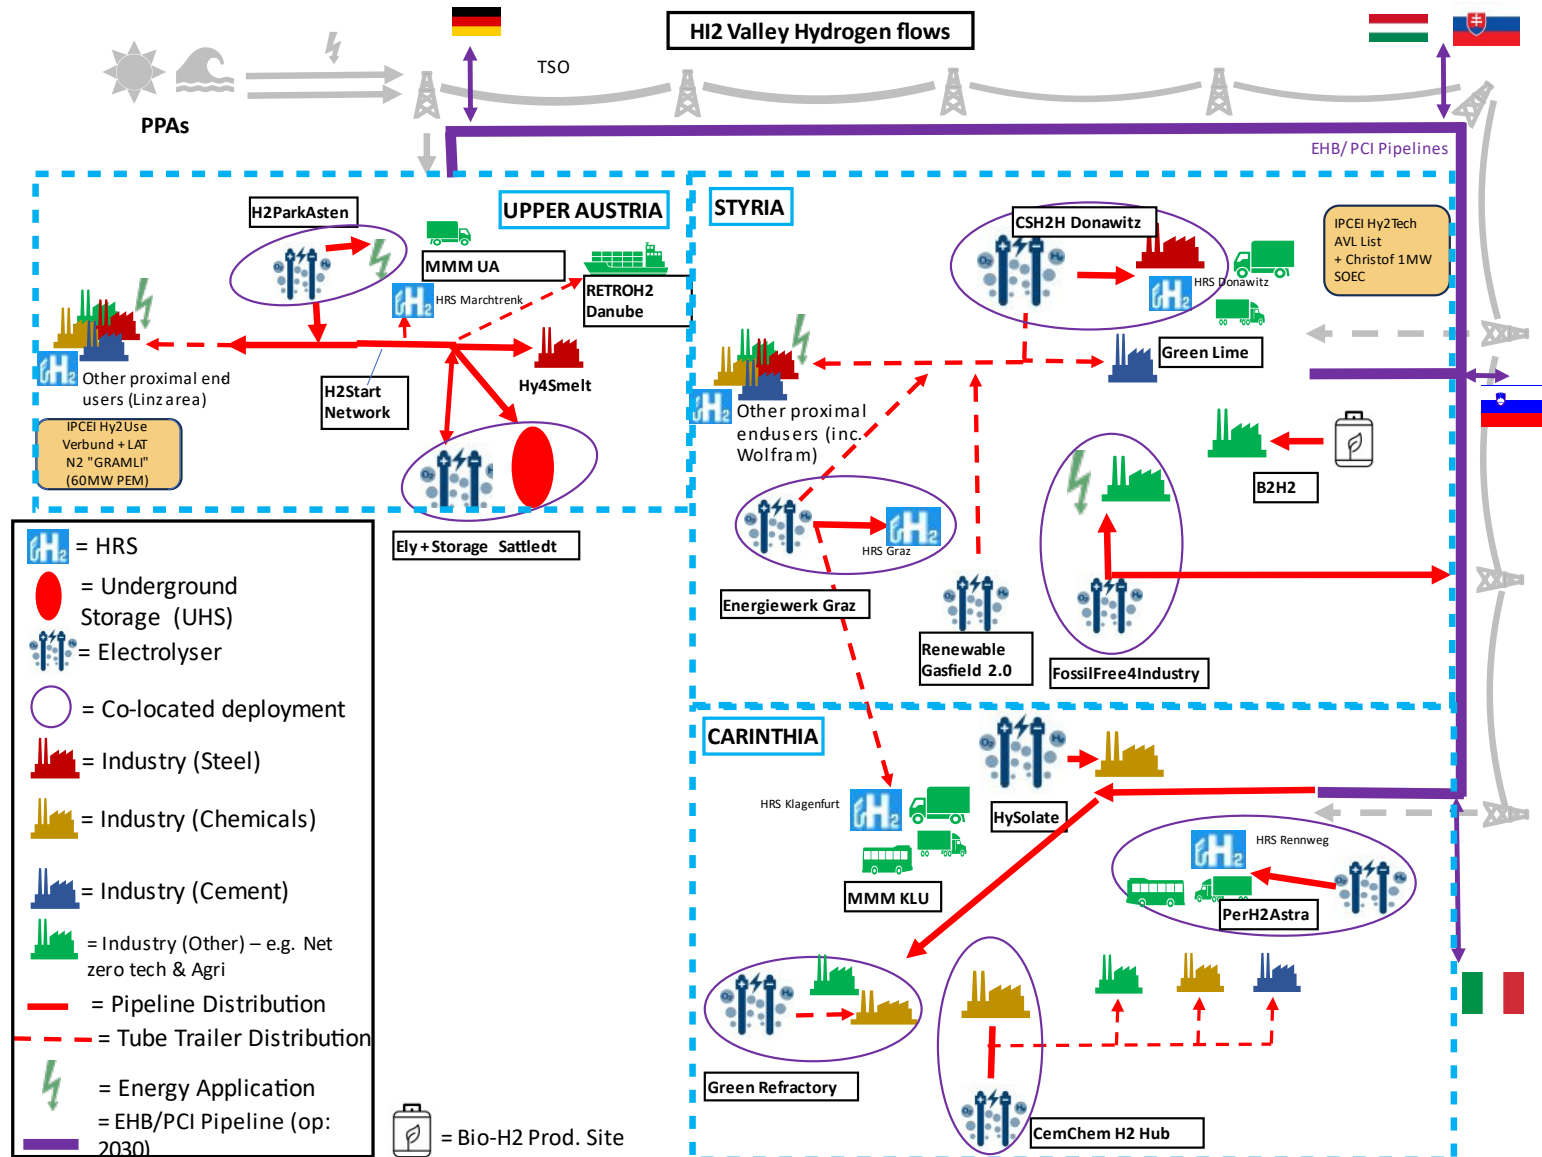 HI2 Valley Hydrogen flows
TSO
PPAs
EHB/ PCI Pipelines
UPPER AUSTRIA
H2ParkAsten
MMM UA
HRS Marchtrenk
RETROH2
Danube
Hy4Smelt
H2Start
Network
Other proximal end
users (Linz area)
IPCEI Hy2Use
Verbund + LAT
N2 "GRAMLI"
(60MW PEM)
Ely + Storage Sattledt
STYRIA
CSH2H Donawitz
HRS Donawitz
IPCEI Hy2Tech
AVL List
+ Christof 1MW
SOEC
Green Lime
Other proximal
end-users (inc.
Wolfram)
B2H2
HRS Graz
Energiewerk Graz
Renewable
Gasfield 2.0
FossilFree4Industry
CARINTHIA
HRS Klagenfurt
HySolate
MMM KLU
HRS Rennweg
PerH2Astra
Green Refractory
CemChem H2 Hub
= HRS
= Underground
Storage (UHS)
= Electrolyser
= Co-located deployment
= Industry (Steel)
= Industry (Chemicals)
= Industry (Cement)
= Industry (Other) – e.g. Net
zero tech & Agri
= Pipeline Distribution
= Tube Trailer Distribution
= Energy Application
= EHB/PCI Pipeline (op:
2030)
= Bio-H2 Prod. Site